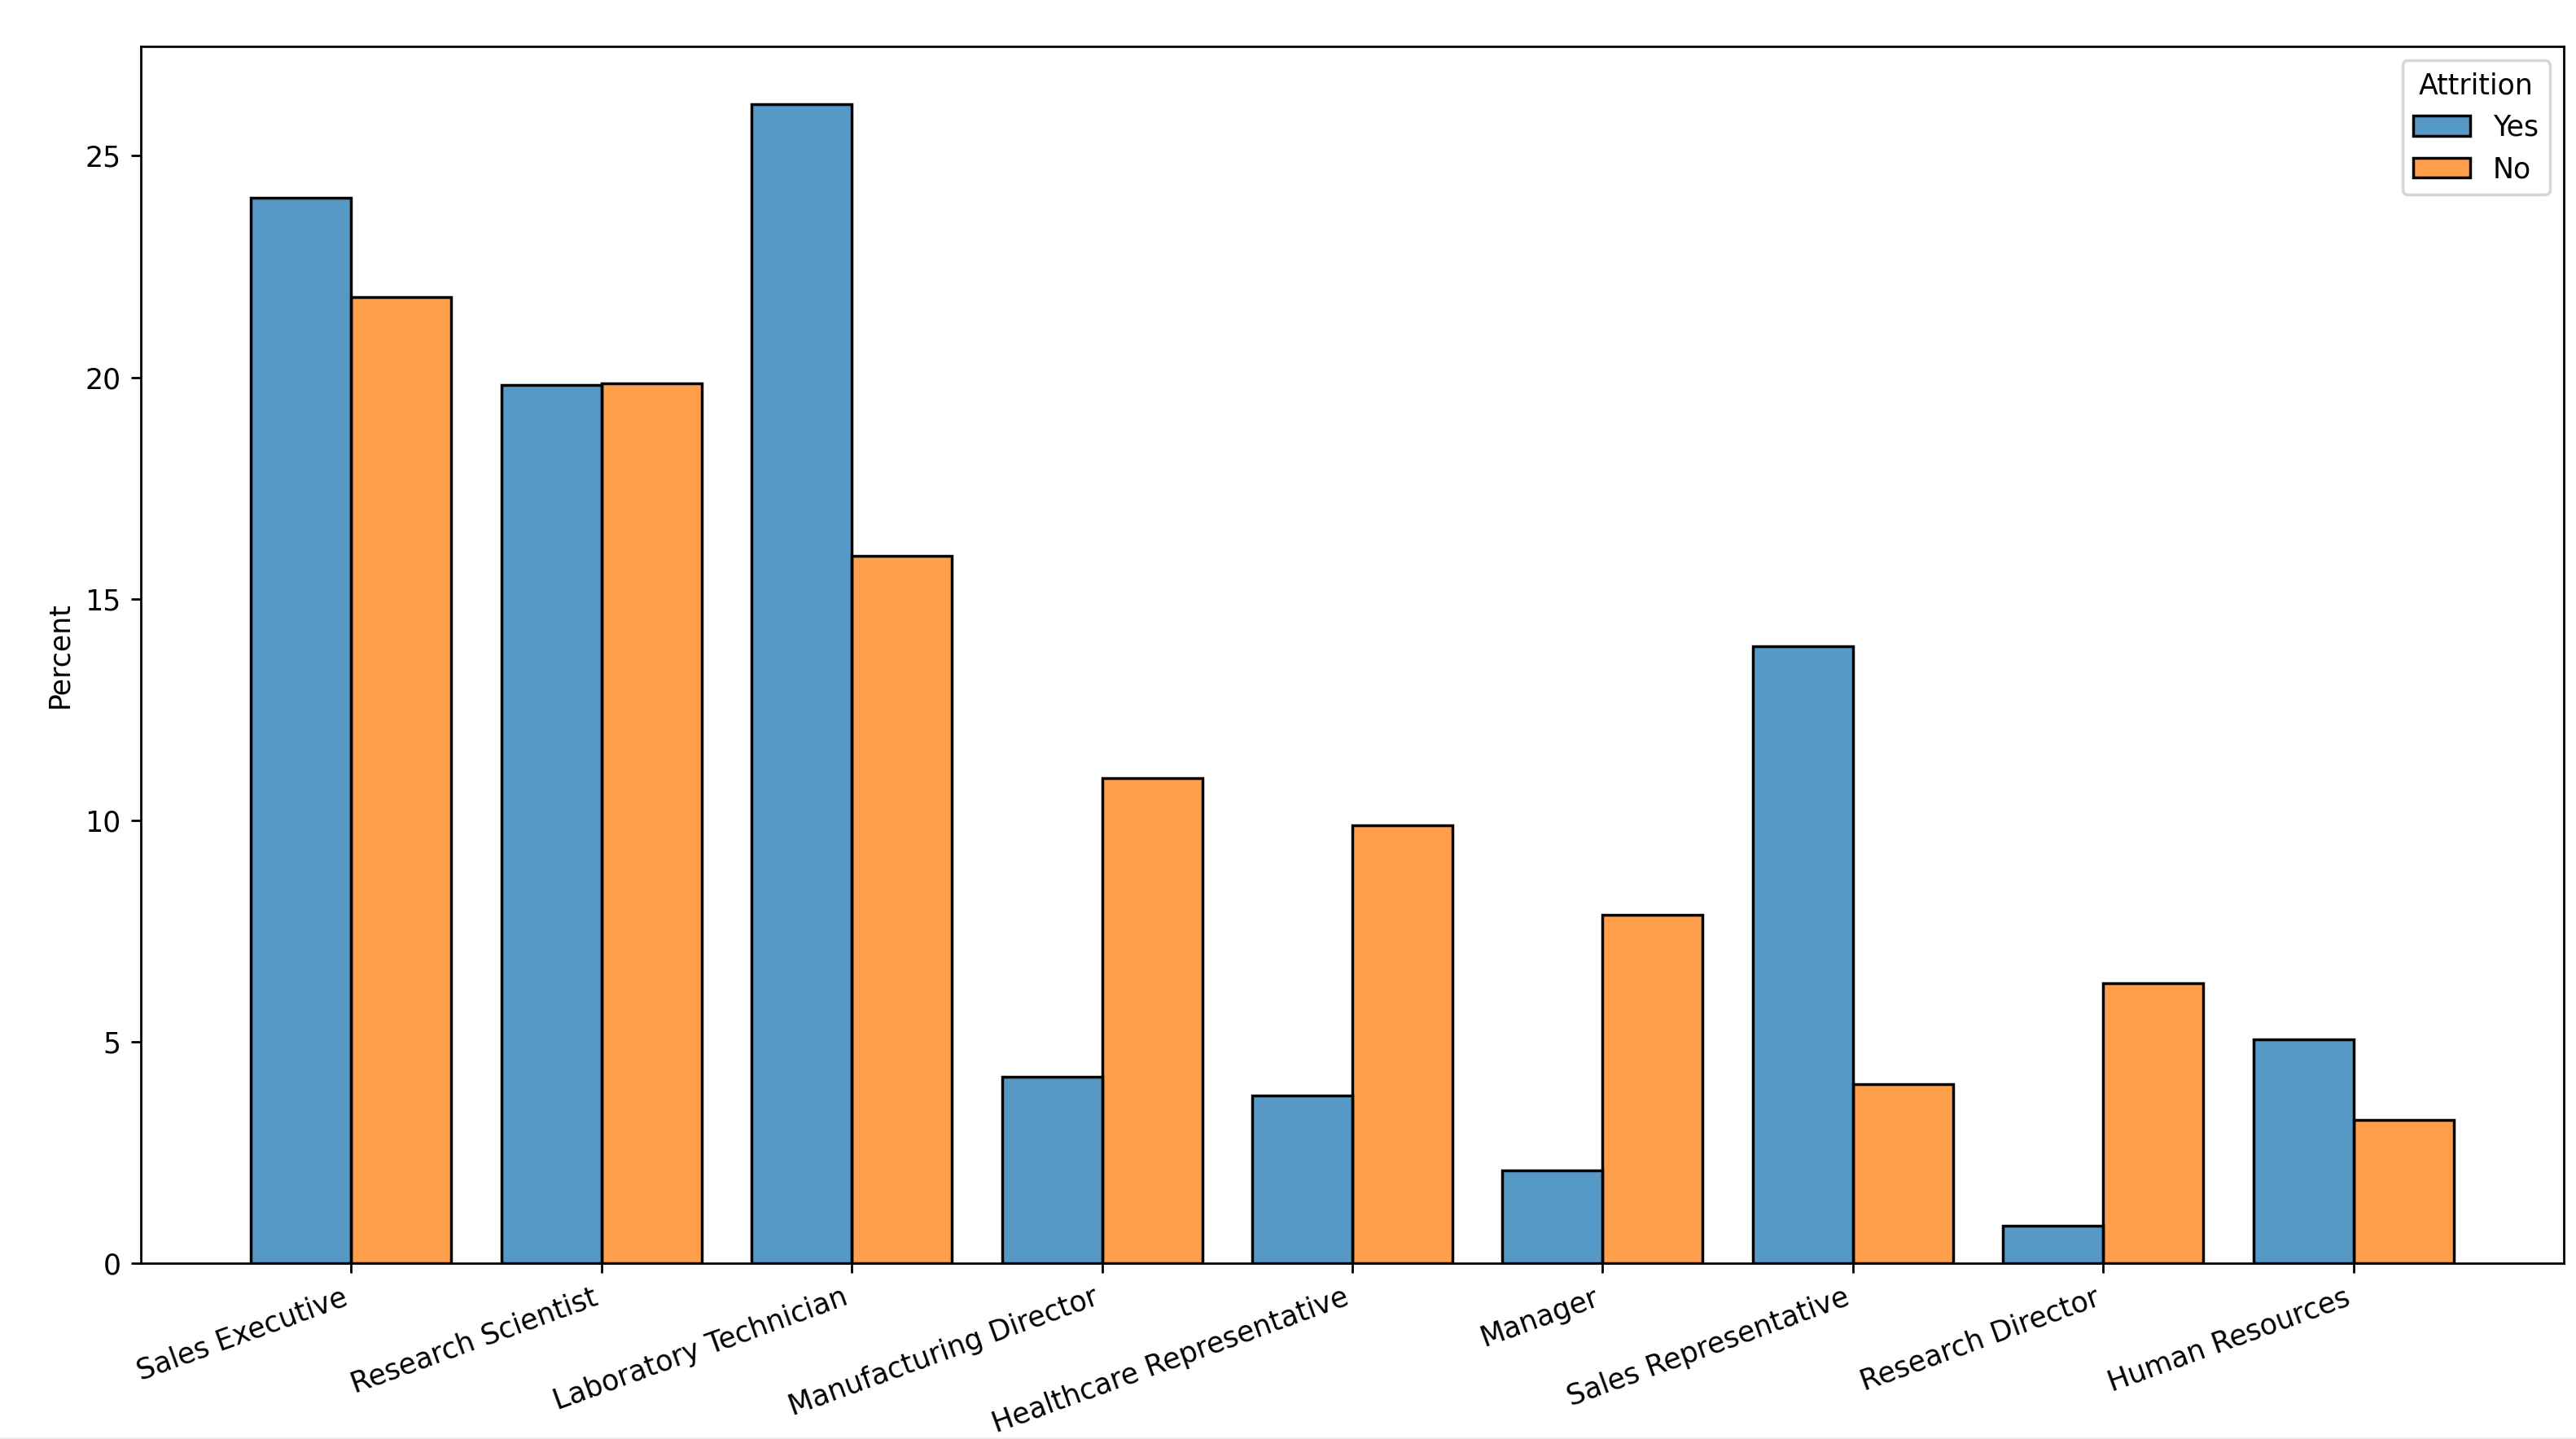 Attrition
Yes
No
25
20
15
10
5
0
Percent
Sales Executive
Research Scientist
Laboratory Technician
Manufacturing Director
Healthcare Representative
Manager
Sales Representative
Research Director
Human Resources